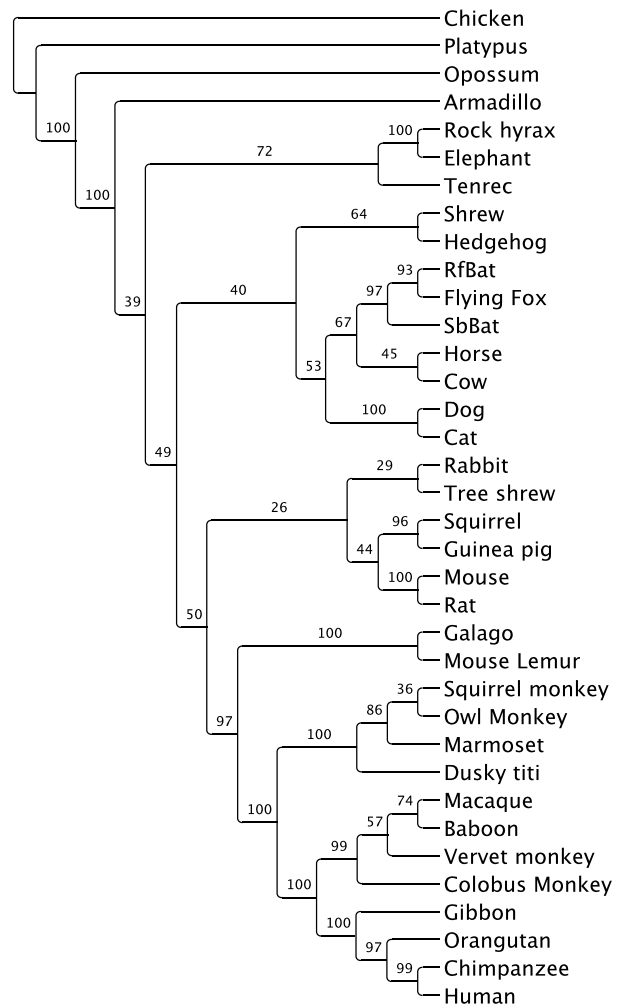 Chicken
Platypus
Opossum
100
Armadillo
100
Rock hyrax
100
72
Elephant
Tenrec
Shrew
64
Hedgehog
RfBat
93
Flying Fox
97
40
39
SbBat
67
Horse
45
53
Cow
Dog
100
Cat
49
Rabbit
29
Tree shrew
26
Squirrel
96
Guinea pig
44
Mouse
100
Rat
50
Galago
100
Mouse Lemur
Squirrel monkey
36
Owl Monkey
86
97
100
Marmoset
Dusky titi
Macaque
74
100
Baboon
57
99
Vervet monkey
Colobus Monkey
100
Gibbon
100
Orangutan
97
Chimpanzee
99
Human